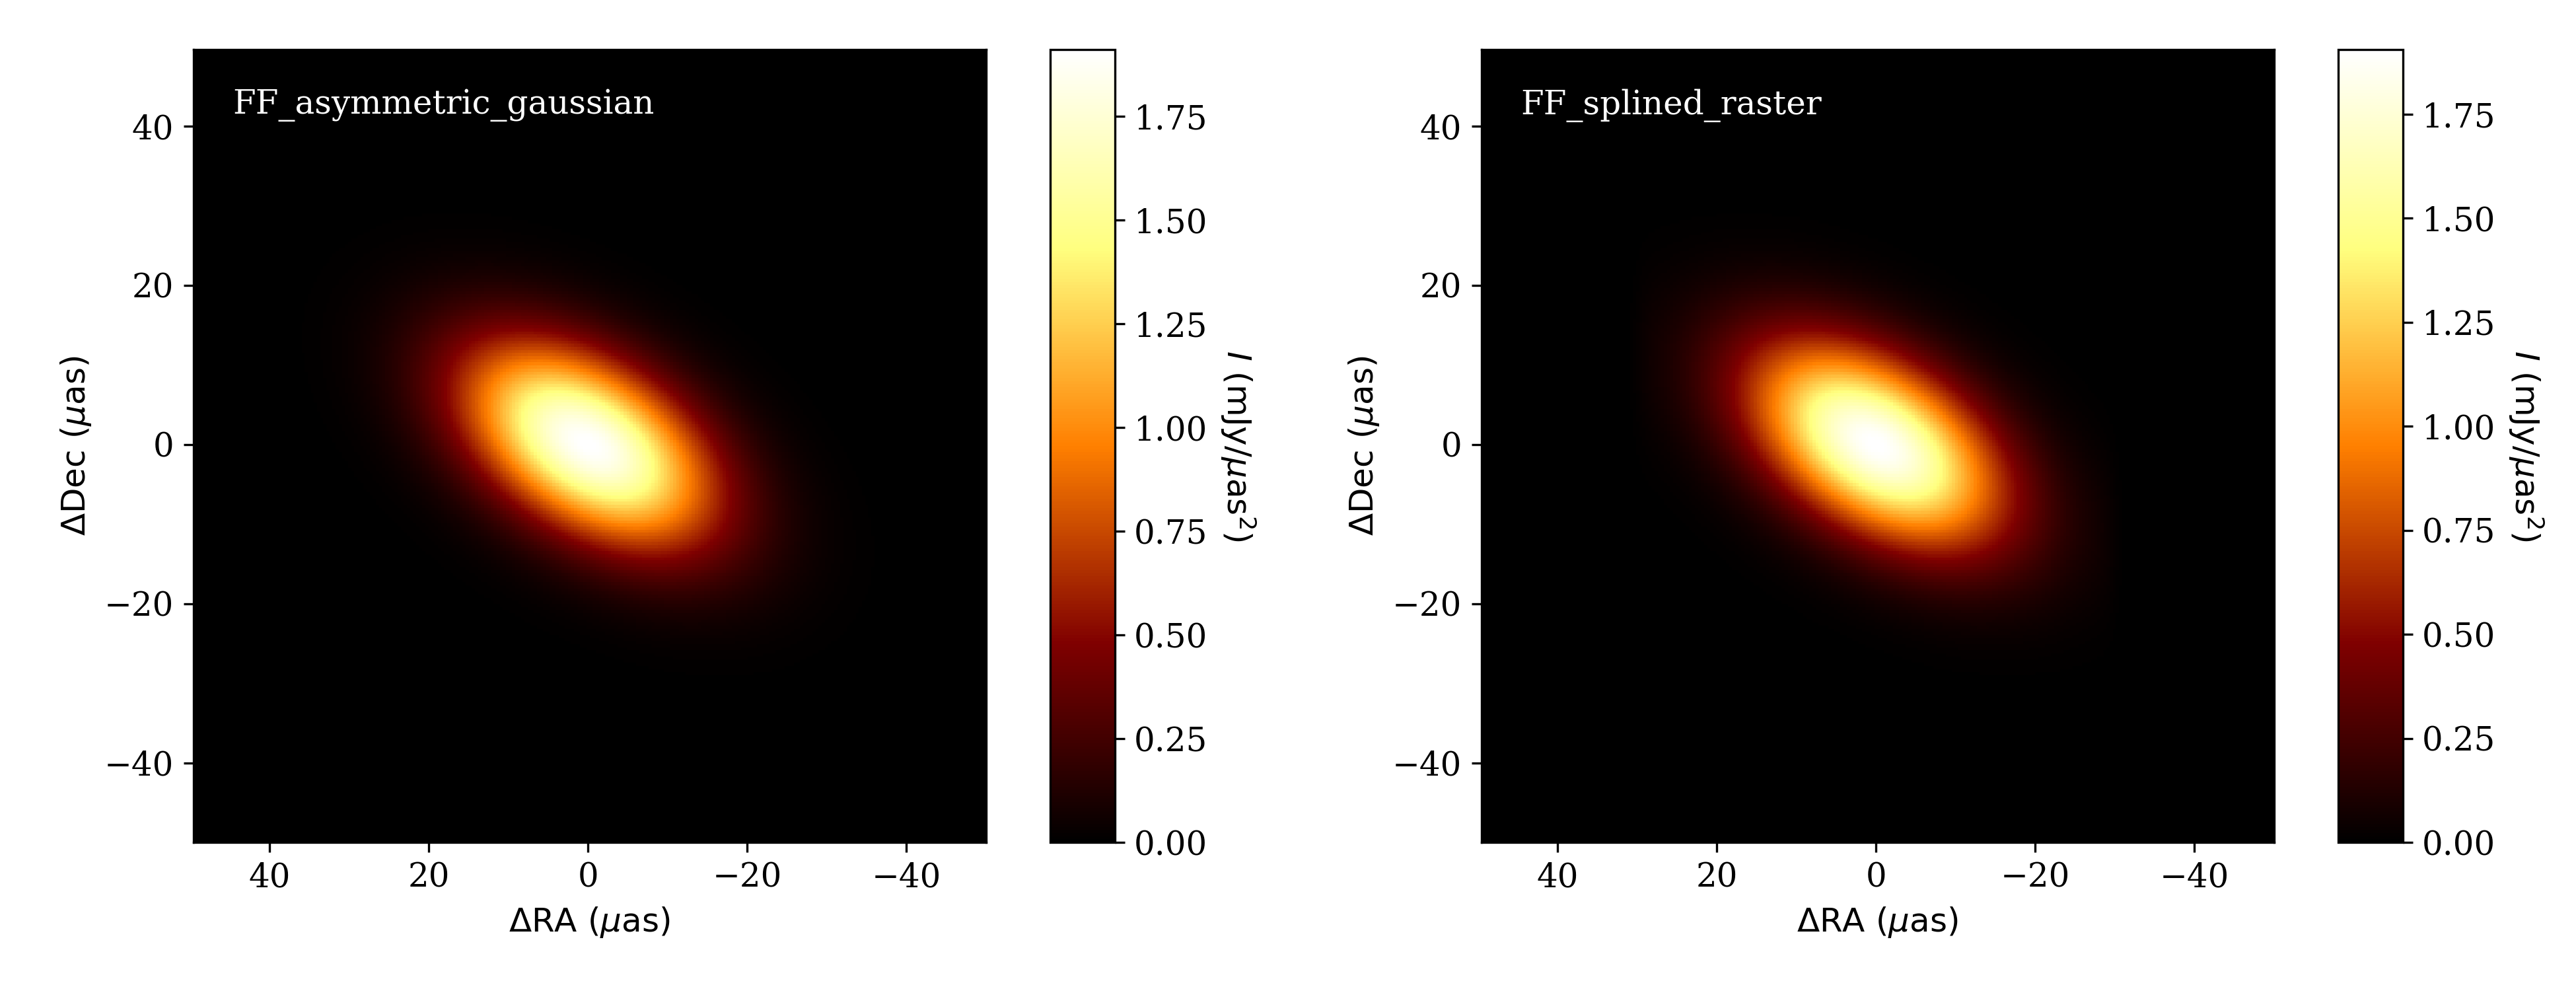 FF_asymmetric_gaussian
40
20
0
−20
−40
ΔDec (μas)
40 20 0 −20 −40
ΔRA (μas)
1.75
1.50
1.25
1.00
0.75
0.50
0.25
0.00
I (mJy/μas²)
FF_splined_raster
40
20
0
−20
−40
ΔDec (μas)
40 20 0 −20 −40
ΔRA (μas)
1.75
1.50
1.25
1.00
0.75
0.50
0.25
0.00
I (mJy/μas²)